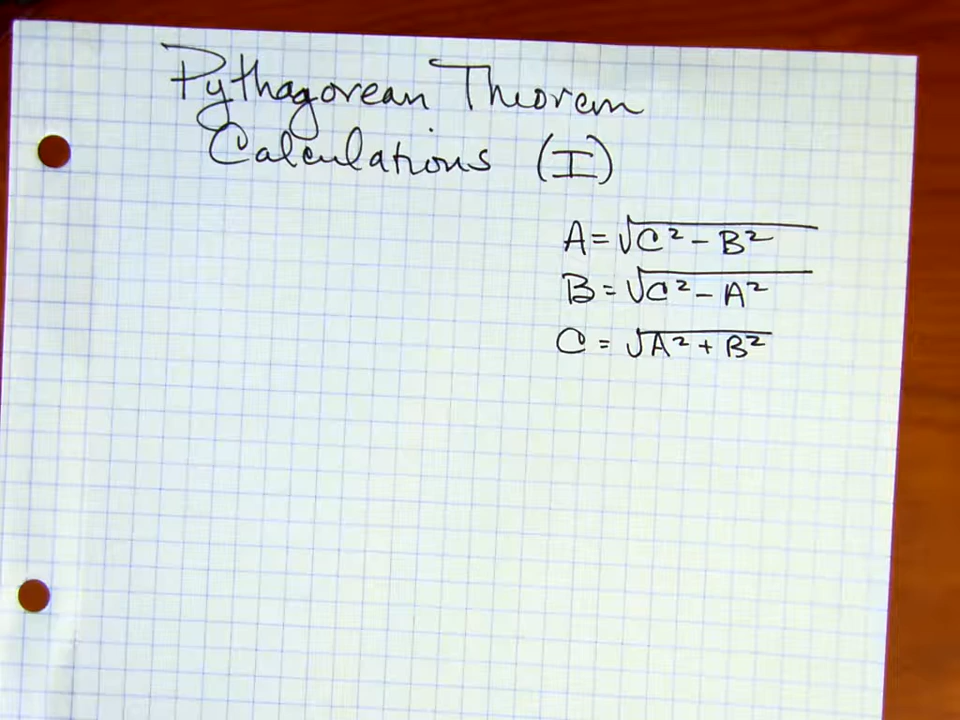 Pythagorean Theorem
Calculations (I)
A = √C² - B²
B = √C² - A²
C = √A² + B²